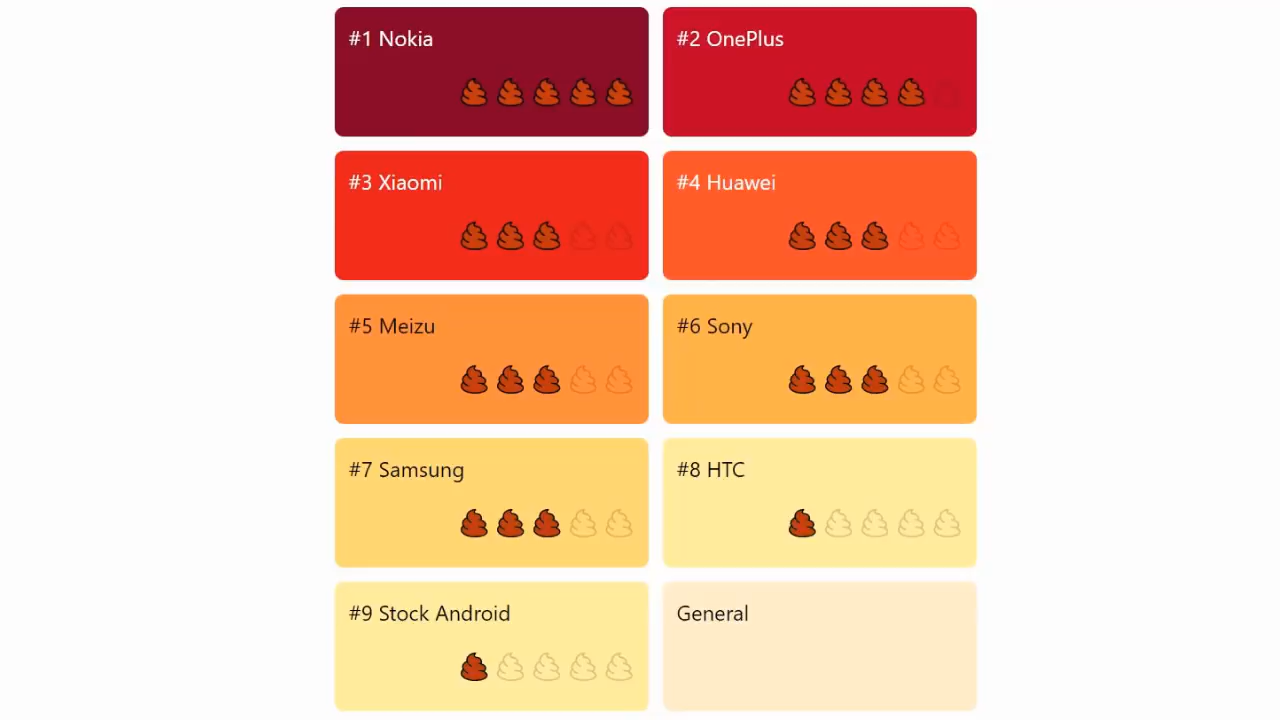 #1 Nokia
#2 OnePlus
#3 Xiaomi
#4 Huawei
#5 Meizu
#6 Sony
#7 Samsung
#8 HTC
#9 Stock Android
General